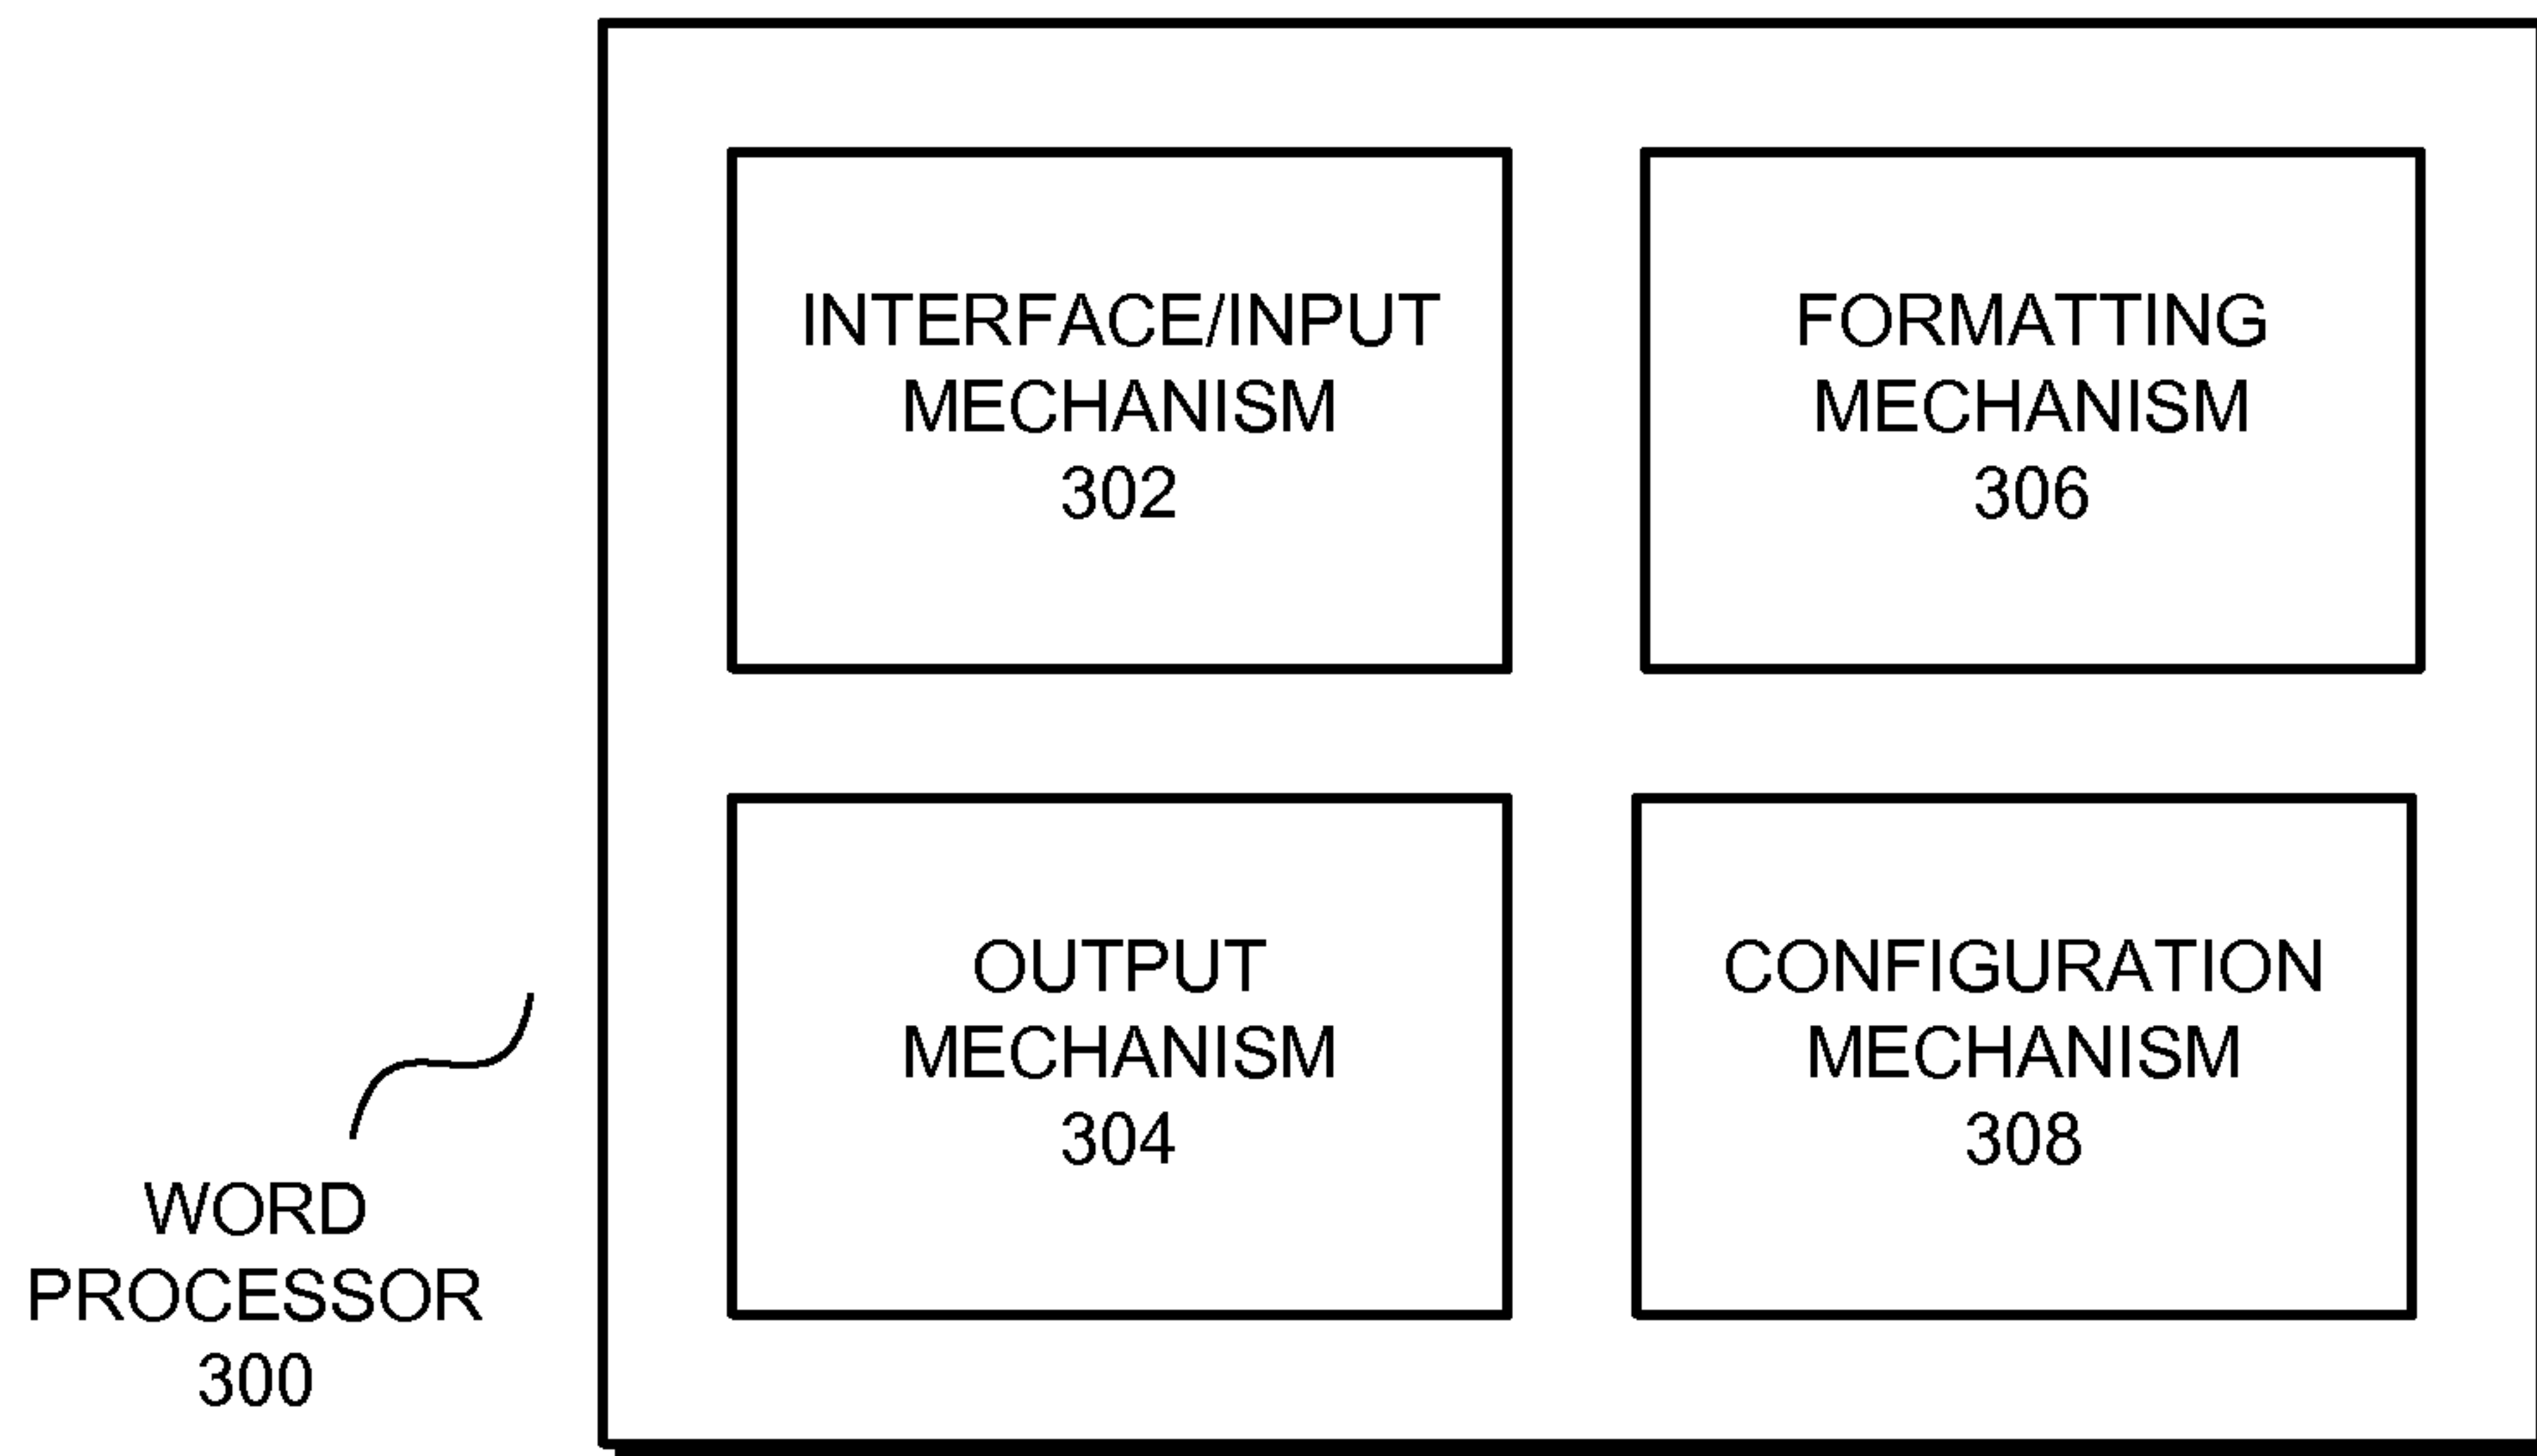 INTERFACE/INPUT
MECHANISM
302
FORMATTING
MECHANISM
306
OUTPUT
MECHANISM
304
CONFIGURATION
MECHANISM
308
WORD
PROCESSOR
300